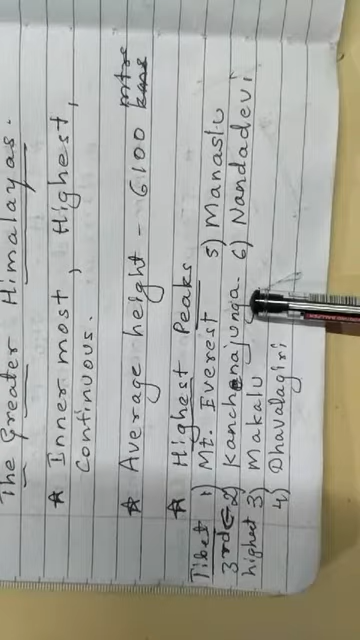 The Greater Himalayas.
★ Inner most, Highest,
Continuous.
★ Average height - 6100 mtrs
★ Highest Peaks
Tibet 1) Mt. Everest 5) Manaslu
3rd ← 2) Kanchenajunga. 6) Nandadevi
highest 3) Makalu
4) Dhavalagiri